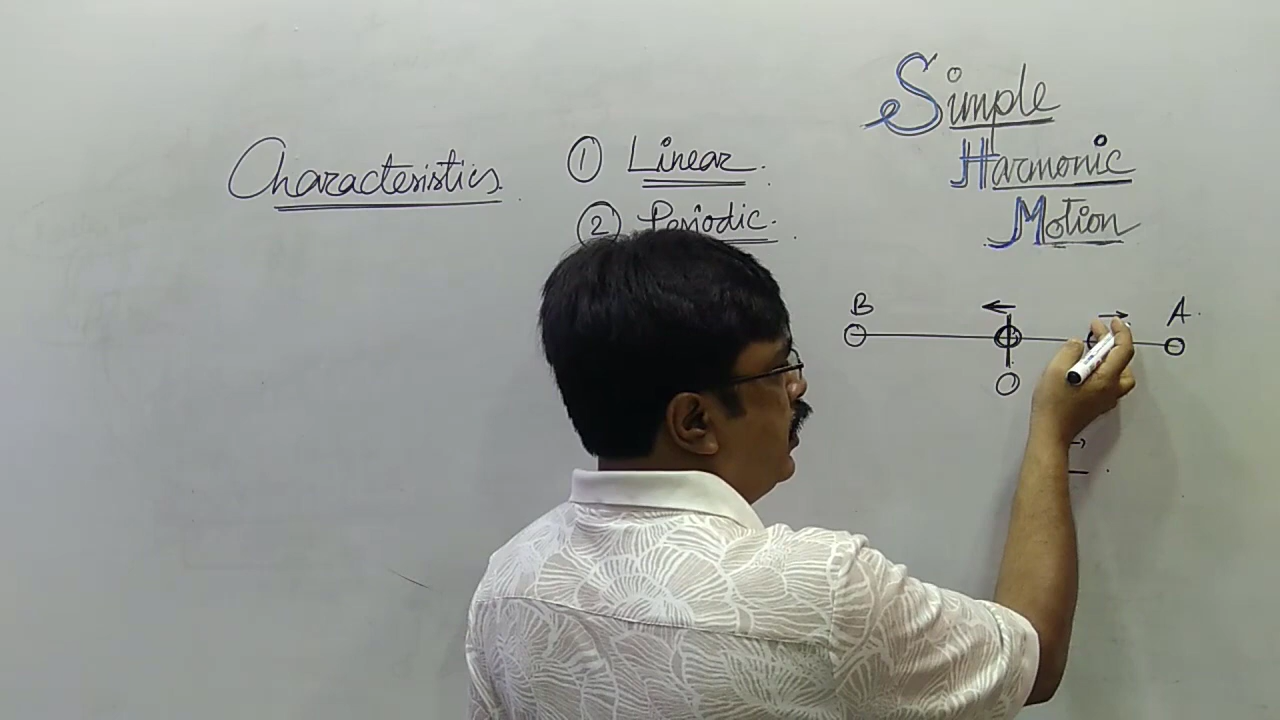 Simple
Harmonic
Motion
Characteristics.
① Linear.
② Periodic.
B
A.
O